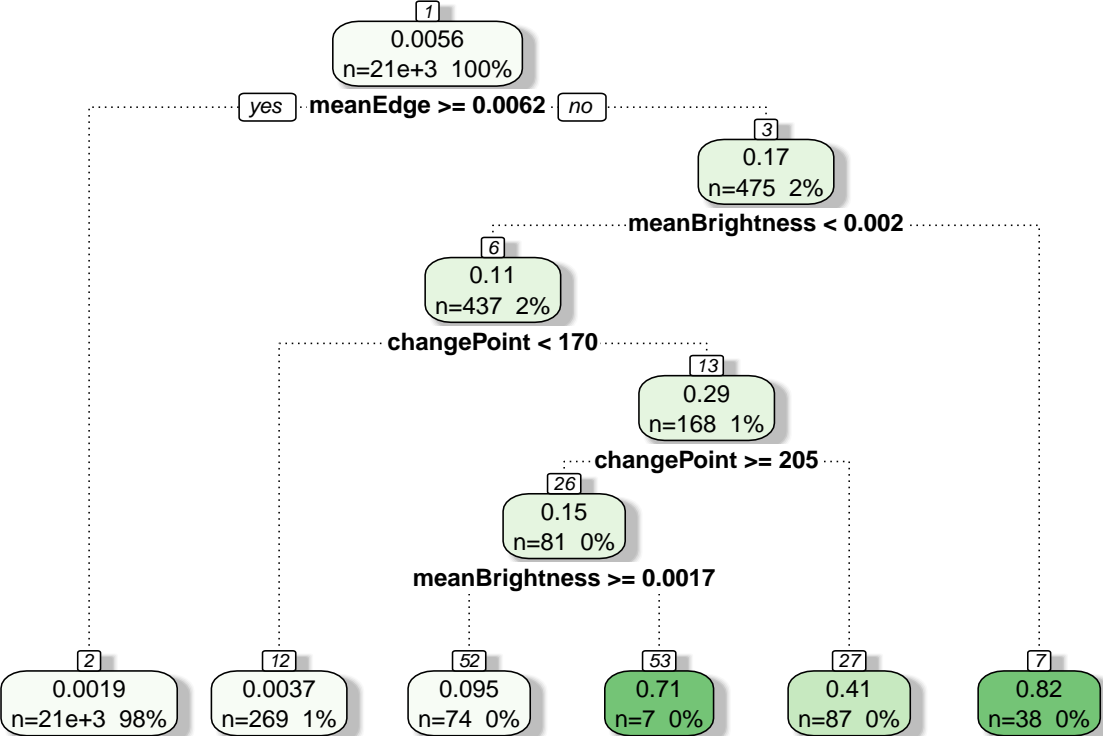 1
0.0056
n=21e+3 100%
yes meanEdge >= 0.0062 no
3
0.17
n=475 2%
meanBrightness < 0.002
6
0.11
n=437 2%
changePoint < 170
13
0.29
n=168 1%
changePoint >= 205
26
0.15
n=81 0%
meanBrightness >= 0.0017
2
0.0019
n=21e+3 98%
12
0.0037
n=269 1%
52
0.095
n=74 0%
53
0.71
n=7 0%
27
0.41
n=87 0%
7
0.82
n=38 0%